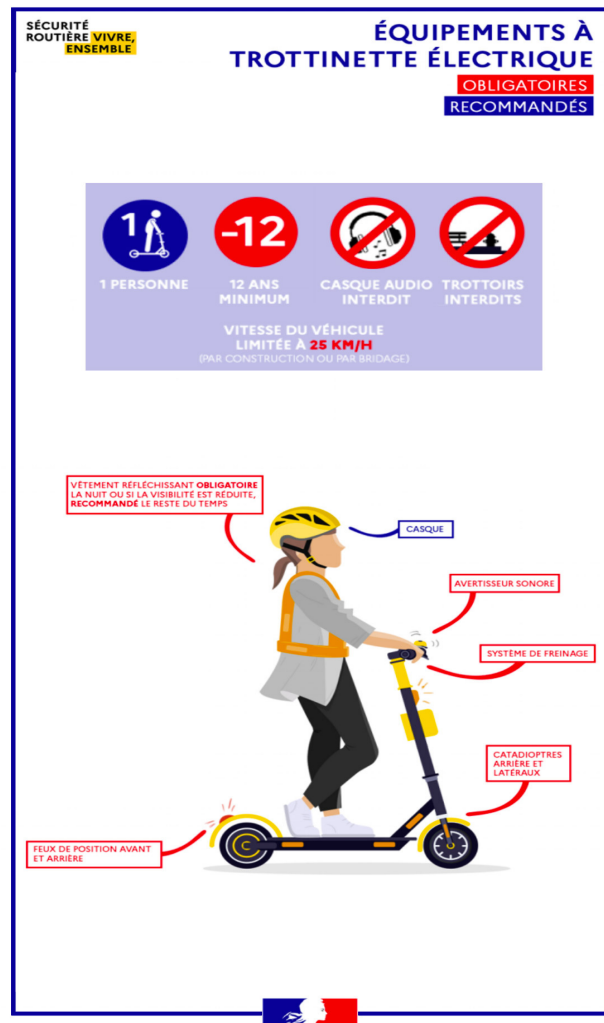 SÉCURITÉ
ROUTIÈRE VIVRE,
ENSEMBLE
ÉQUIPEMENTS À
TROTTINETTE ÉLECTRIQUE
OBLIGATOIRES
RECOMMANDÉS
1
-12
1 PERSONNE
12 ANS
MINIMUM
CASQUE AUDIO
INTERDIT
TROTTOIRS
INTERDITS
VITESSE DU VÉHICULE
LIMITÉE À 25 KM/H
(PAR CONSTRUCTION OU PAR BRIDAGE)
VÊTEMENT RÉFLÉCHISSANT OBLIGATOIRE
LA NUIT OU SI LA VISIBILITÉ EST RÉDUITE,
RECOMMANDÉ LE RESTE DU TEMPS
CASQUE
AVERTISSEUR SONORE
SYSTÈME DE FREINAGE
CATADIOPTRES
ARRIÈRE ET
LATÉRAUX
FEUX DE POSITION AVANT
ET ARRIÈRE